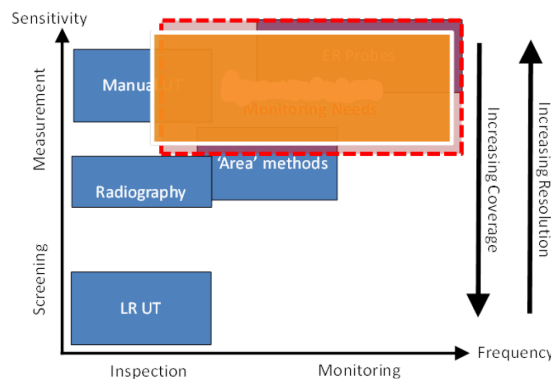 Sensitivity
Measurement
Screening
Manual UT
ER Probes
Monitoring Needs
'Area' methods
Radiography
LR UT
Increasing Coverage
Increasing Resolution
Frequency
Inspection
Monitoring